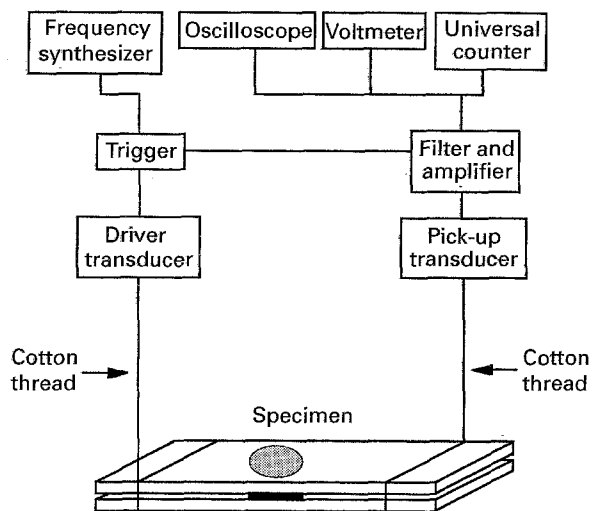 Frequency
synthesizer
Oscilloscope
Voltmeter
Universal
counter
Trigger
Filter and
amplifier
Driver
transducer
Pick-up
transducer
Cotton
thread
Cotton
thread
Specimen